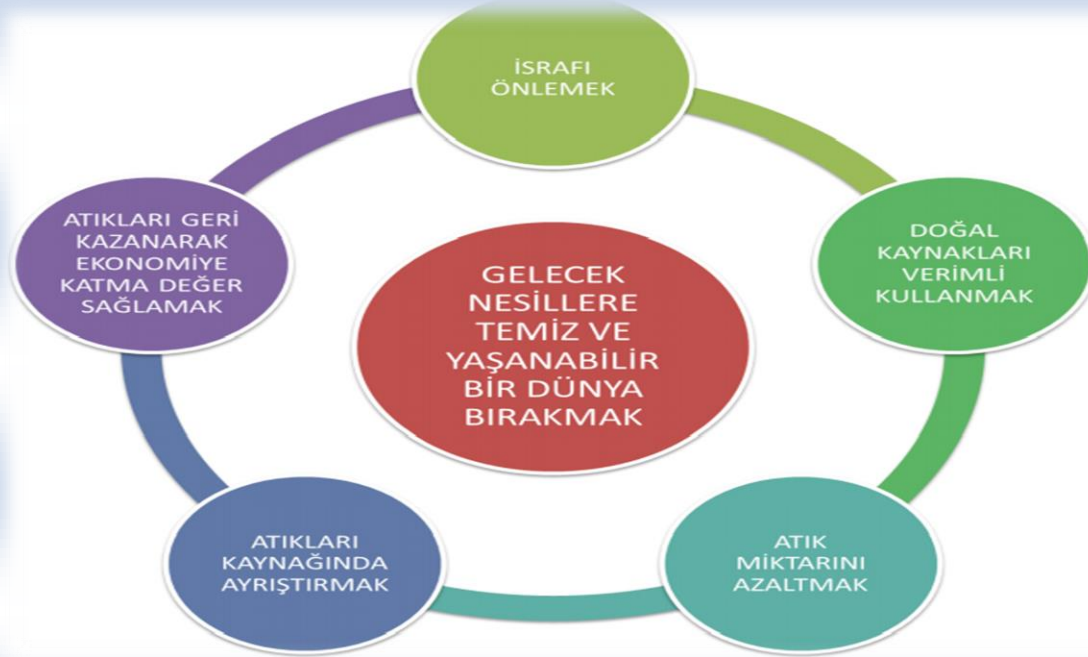 İSRAFI
ÖNLEMEK
DOĞAL
KAYNAKLARI
VERİMLİ
KULLANMAK
ATIK
MİKTARINI
AZALTMAK
ATIKLARI
KAYNAĞINDA
AYRIŞTIRMAK
ATIKLARI GERİ
KAZANARAK
EKONOMİYE
KATMA DEĞER
SAĞLAMAK
GELECEK
NESİLLERE
TEMİZ VE
YAŞANABİLİR
BİR DÜNYA
BIRAKMAK